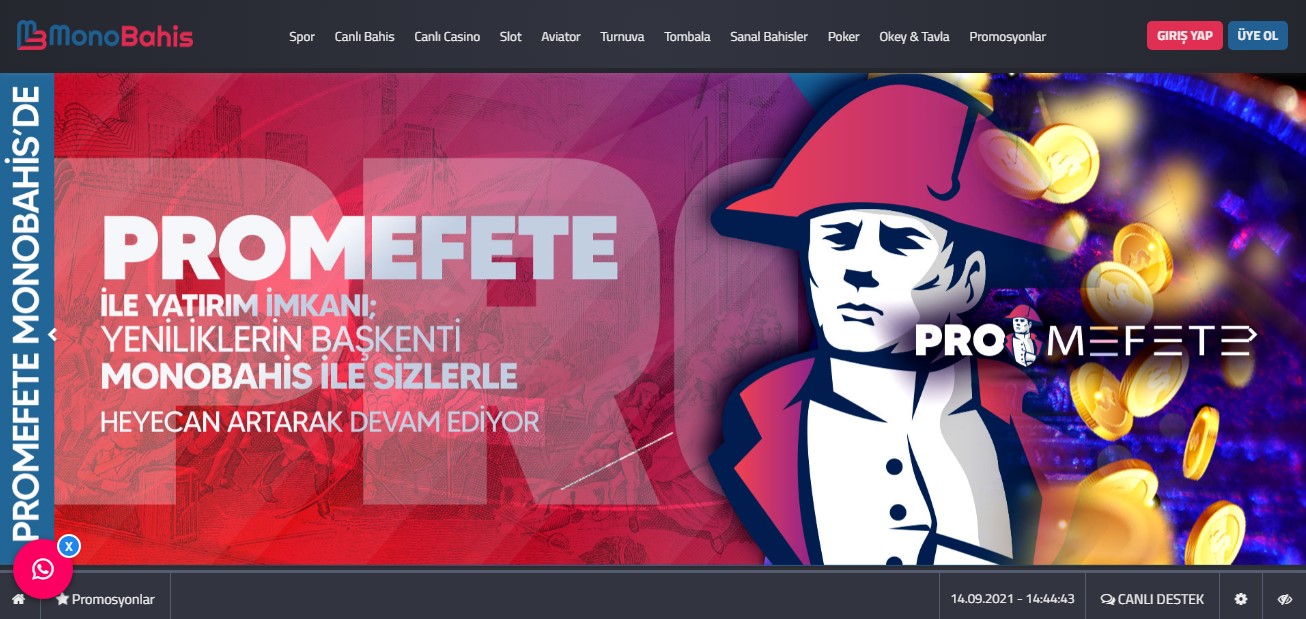 MonoBahis
Spor Canlı Bahis Canlı Casino Slot Aviator Turnuva Tombala Sanal Bahisler Poker Okey & Tavla Promosyonlar
GIRIŞ YAP ÜYE OL
PROMEFETE MONOBAHİS'DE
PRO
PROMEFETE
İLE YATIRIM İMKANI;
YENİLİKLERİN BAŞKENTİ
MONOBAHİS İLE SİZLERLE
HEYECAN ARTARAK DEVAM EDİYOR
PROMEFETE
X
Promosyonlar
14.09.2021 - 14:44:43
CANLI DESTEK